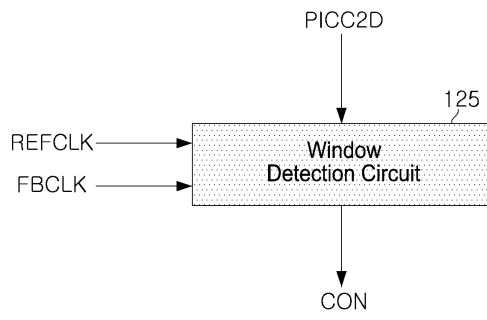 PICC2D
125
REFCLK
FBCLK
Window
Detection Circuit
CON